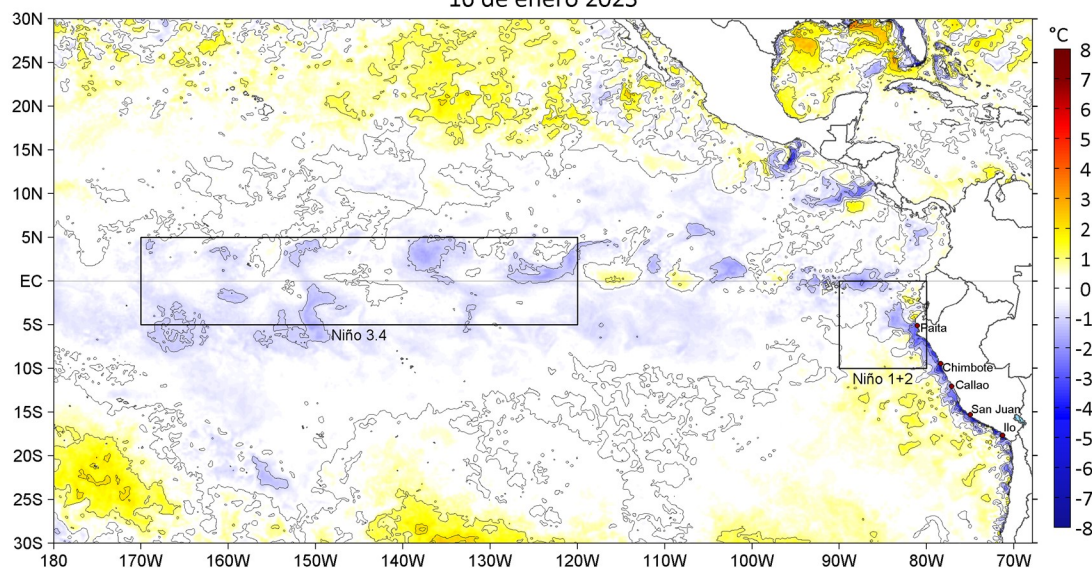 16 de enero 2025
°C
30N
25N
20N
15N
10N
5N
EC
5S
10S
15S
20S
25S
30S
Niño 3.4
Niño 1+2
Paita
Chimbote
Callao
San Juan
Ilo
180 170W 160W 150W 140W 130W 120W 110W 100W 90W 80W 70W
8
7
6
5
4
3
2
1
0
-1
-2
-3
-4
-5
-6
-7
-8